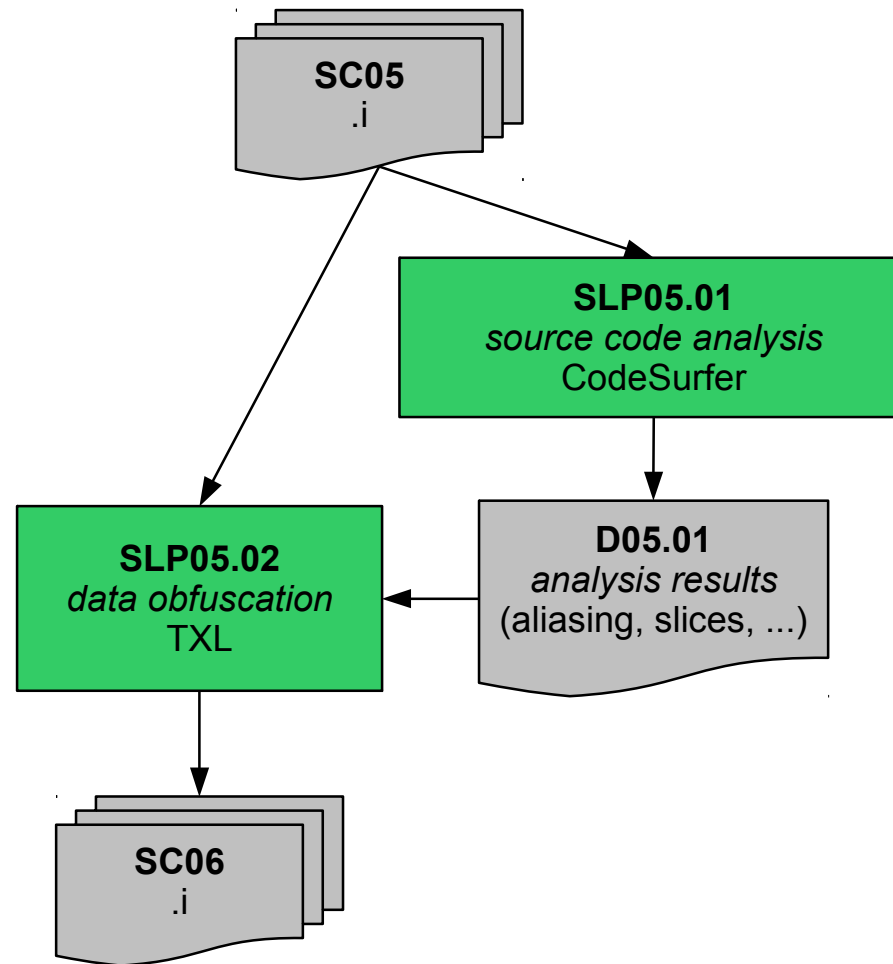 SC05
.i
SLP05.01
source code analysis
CodeSurfer
SLP05.02
data obfuscation
TXL
D05.01
analysis results
(aliasing, slices, ...)
SC06
.i